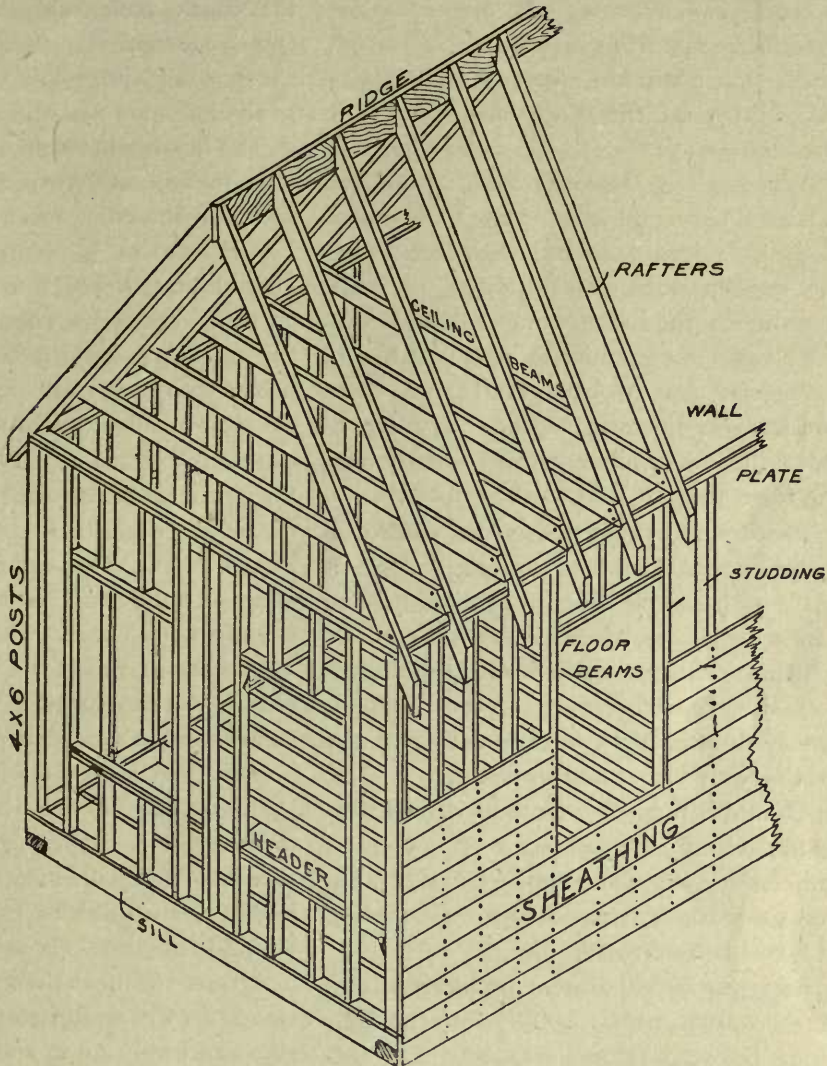 RIDGE
RAFTERS
CEILING
BEAMS
WALL
PLATE
STUDDING
4X6 POSTS
FLOOR
BEAMS
HEADER
SHEATHING
SILL